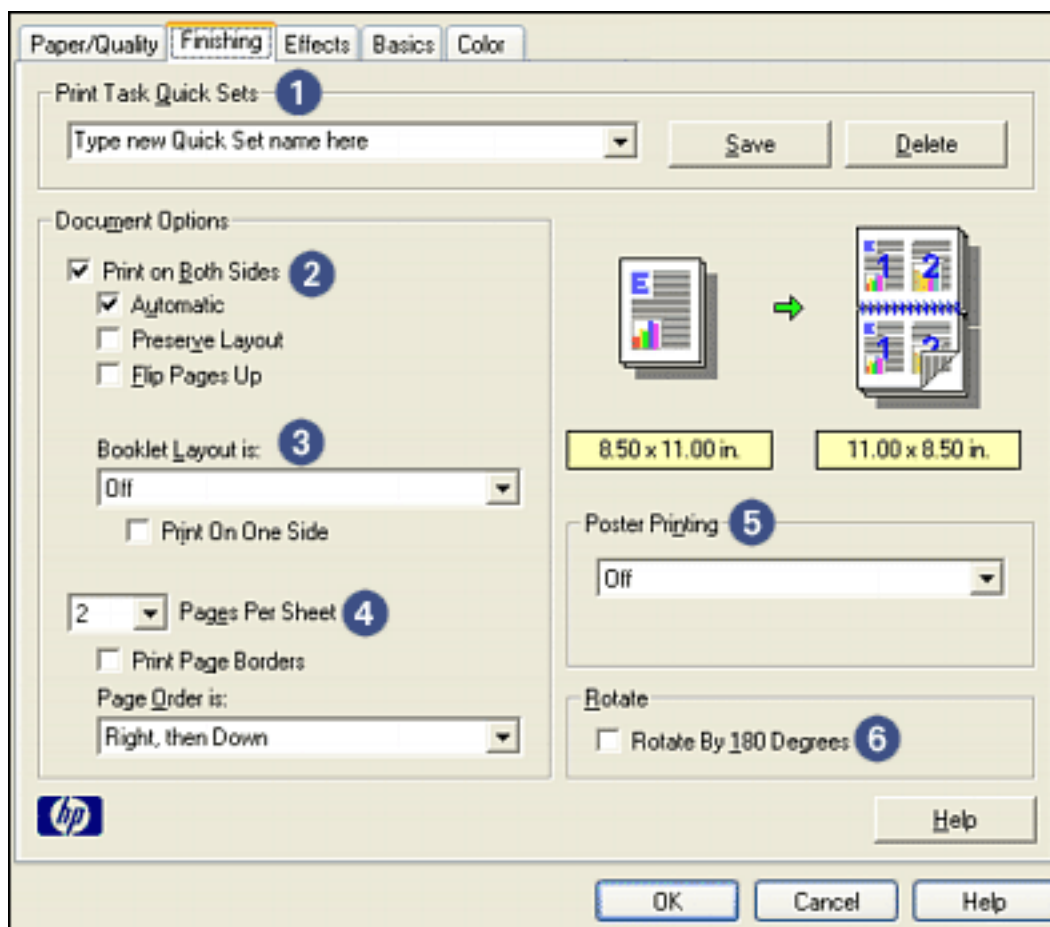 Paper/Quality Finishing Effects Basics Color
Print Task Quick Sets 1
Type new Quick Set name here Save Delete
Document Options
Print on Both Sides 2
Automatic
Preserve Layout
Flip Pages Up
Booklet Layout is: 3
Off
Print On One Side
2 Pages Per Sheet 4
Print Page Borders
Page Order is:
Right, then Down
E
E
1 2
E
1 2
8.50 x 11.00 in. 11.00 x 8.50 in.
Poster Printing 5
Off
Rotate
Rotate By 180 Degrees 6
hp
Help
OK Cancel Help